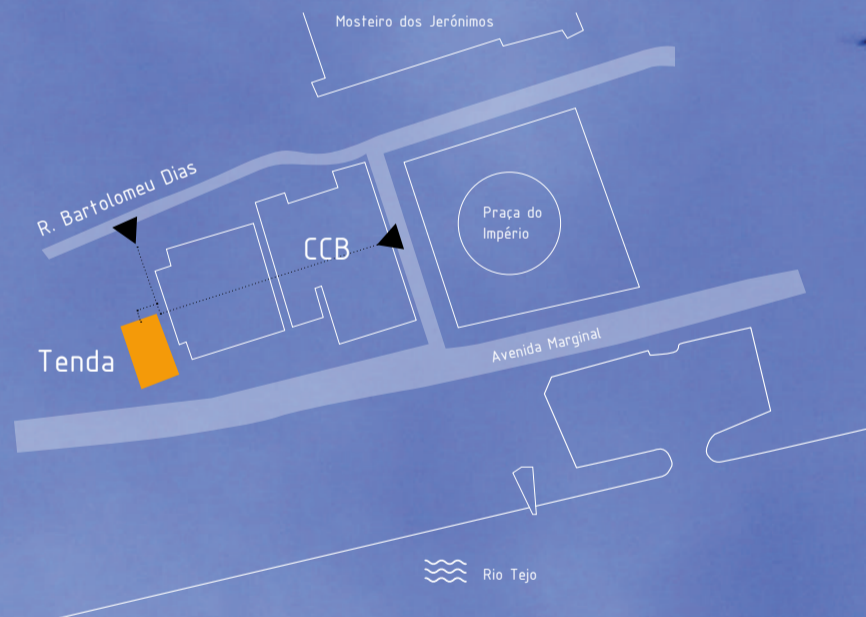 Mosteiro dos Jerónimos
R. Bartolomeu Dias
Praça do
Império
CCB
Avenida Marginal
Tenda
Rio Tejo